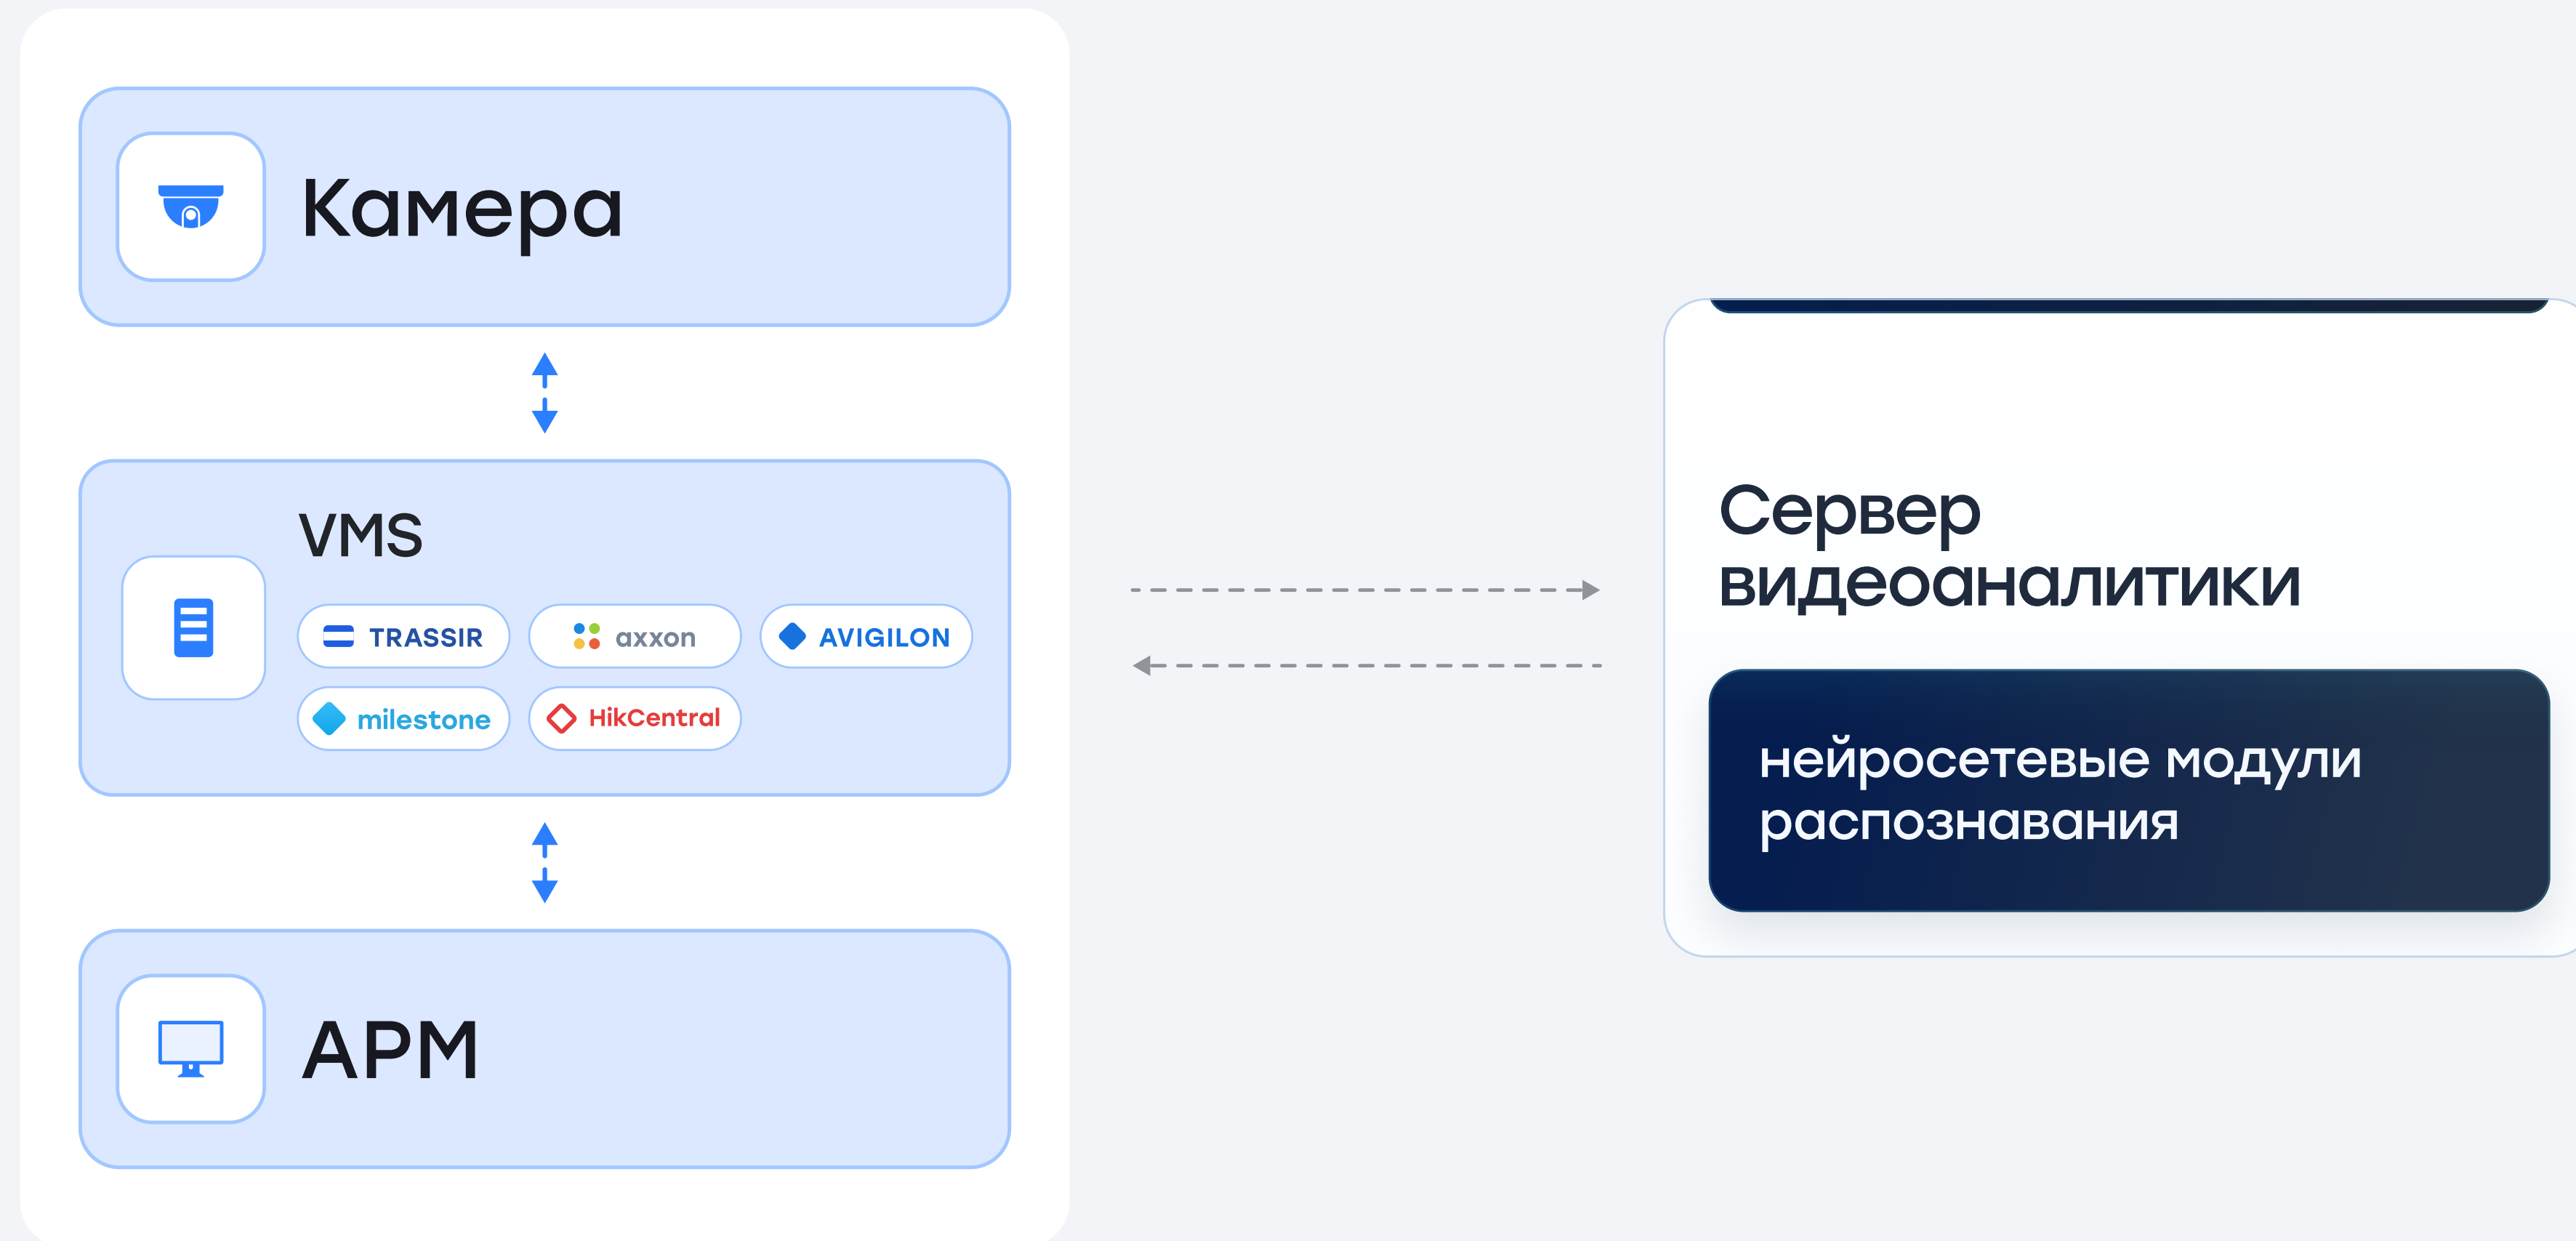 Камера
VMS
TRASSIR
axxon
AVIGILON
milestone
HikCentral
АРМ
Сервер
видеоаналитики
нейросетевые модули
распознавания